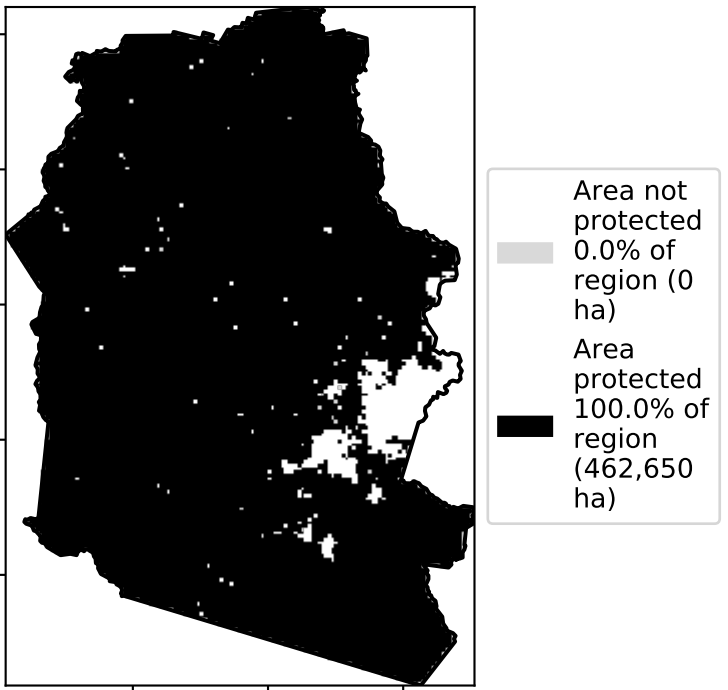 Area not
protected
0.0% of
region (0
ha)
Area
protected
100.0% of
region
(462,650
ha)